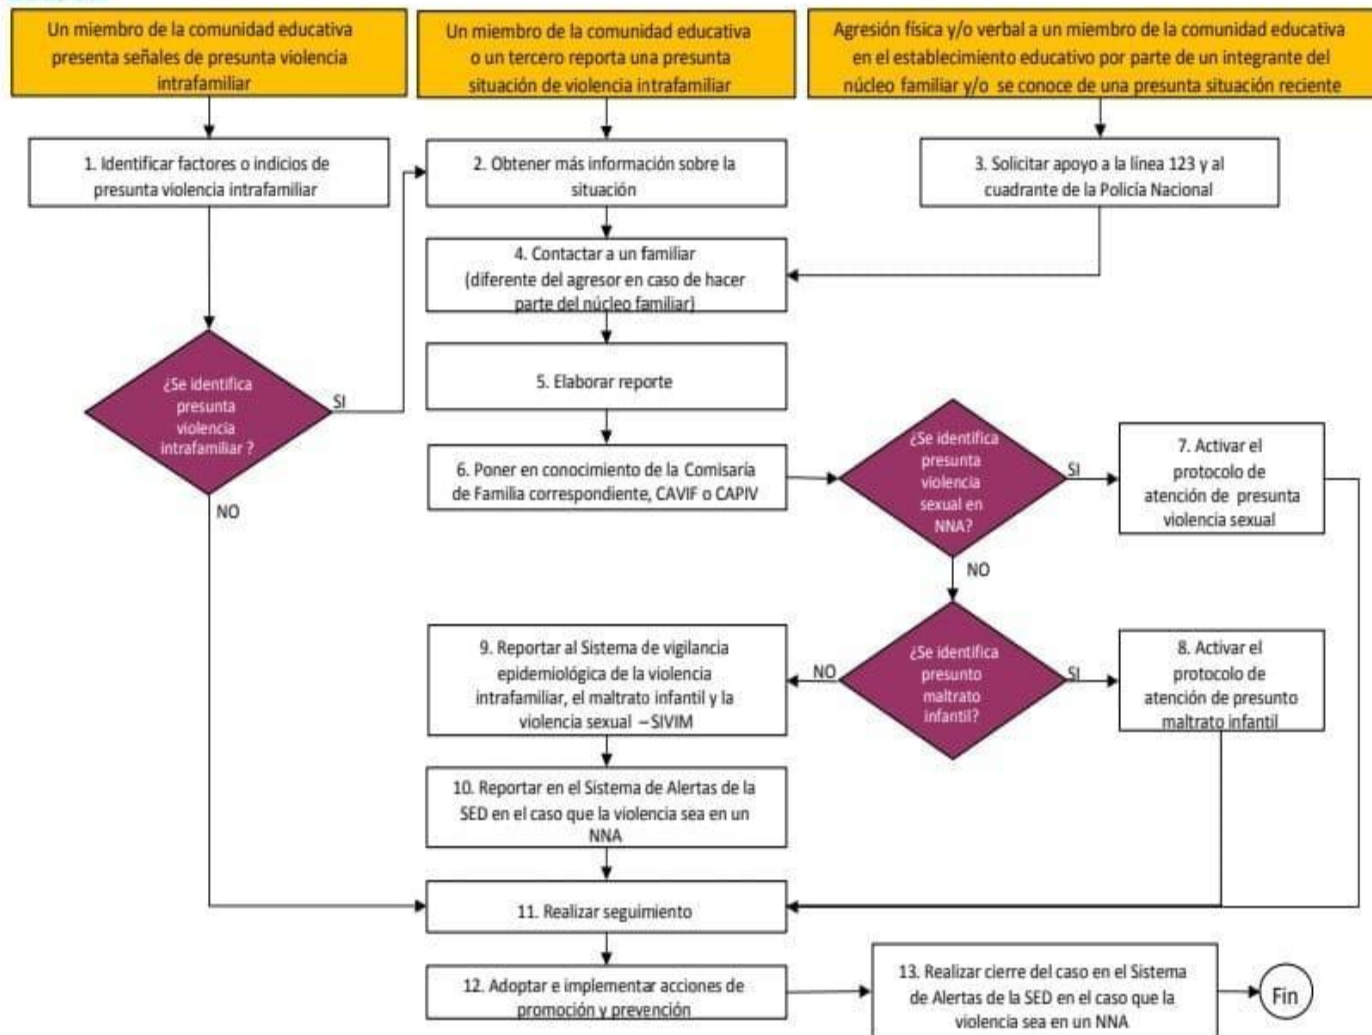 Un miembro de la comunidad educativa
presenta señales de presunta violencia
intrafamiliar
Un miembro de la comunidad educativa
o un tercero reporta una presunta
situación de violencia intrafamiliar
Agresión física y/o verbal a un miembro de la comunidad educativa
en el establecimiento educativo por parte de un integrante del
núcleo familiar y/o se conoce de una presunta situación reciente
1. Identificar factores o indicios de
presunta violencia intrafamiliar
2. Obtener más información sobre la
situación
3. Solicitar apoyo a la línea 123 y al
cuadrante de la Policía Nacional
4. Contactar a un familiar
(diferente del agresor en caso de hacer
parte del núcleo familiar)
¿Se identifica
presunta
violencia
intrafamiliar ?
SI
NO
5. Elaborar reporte
6. Poner en conocimiento de la Comisaría
de Familia correspondiente, CAVIF o CAPIV
¿Se identifica
presunta
violencia
sexual en
NNA?
SI
NO
7. Activar el
protocolo de
atención de presunta
violencia sexual
¿Se identifica
presunto
maltrato
infantil?
NO
SI
8. Activar el
protocolo de
atención de presunto
maltrato infantil
9. Reportar al Sistema de vigilancia
epidemiológica de la violencia
intrafamiliar, el maltrato infantil y la
violencia sexual – SIVIM
10. Reportar en el Sistema de Alertas de la
SED en el caso que la violencia sea en un
NNA
11. Realizar seguimiento
12. Adoptar e implementar acciones de
promoción y prevención
13. Realizar cierre del caso en el Sistema
de Alertas de la SED en el caso que la
violencia sea en un NNA
Fin